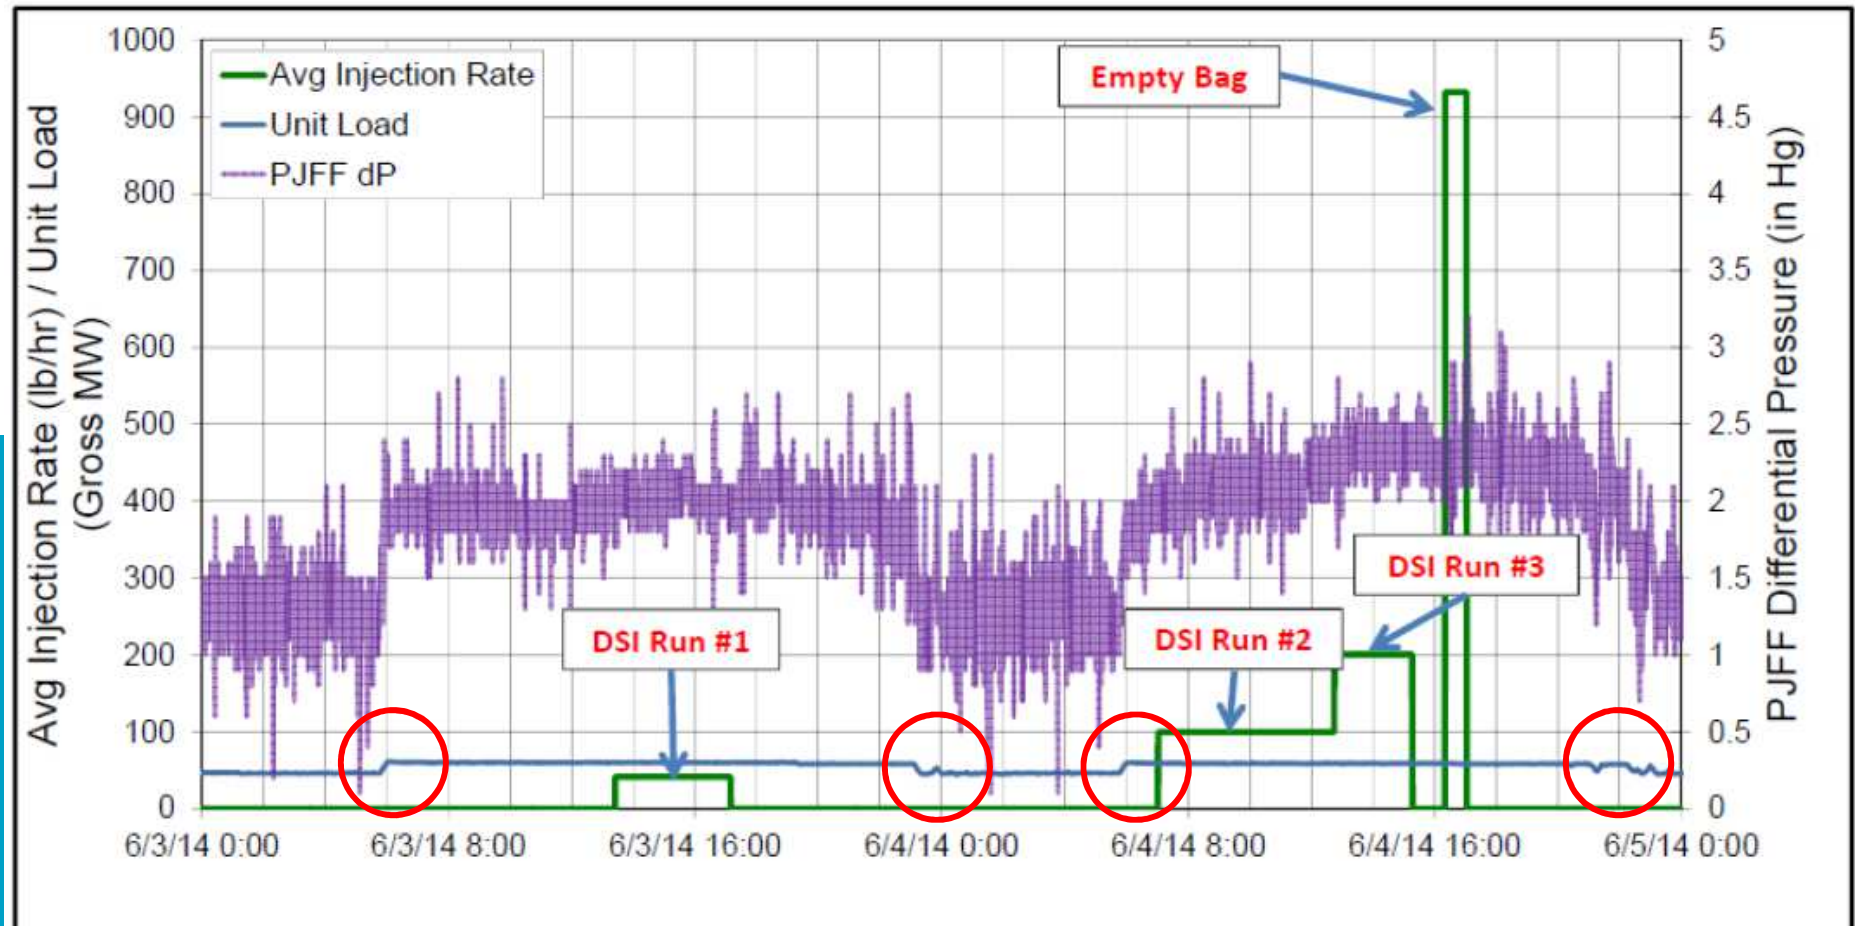 1000
900
800
700
600
500
400
300
200
100
0
Avg Injection Rate (lb/hr) / Unit Load
(Gross MW)
Avg Injection Rate
Unit Load
PJFF dP
Empty Bag
DSI Run #1
DSI Run #2
DSI Run #3
5
4.5
4
3.5
3
2.5
2
1.5
1
0.5
0
PJFF Differential Pressure (in Hg)
6/3/14 0:00
6/3/14 8:00
6/3/14 16:00
6/4/14 0:00
6/4/14 8:00
6/4/14 16:00
6/5/14 0:00